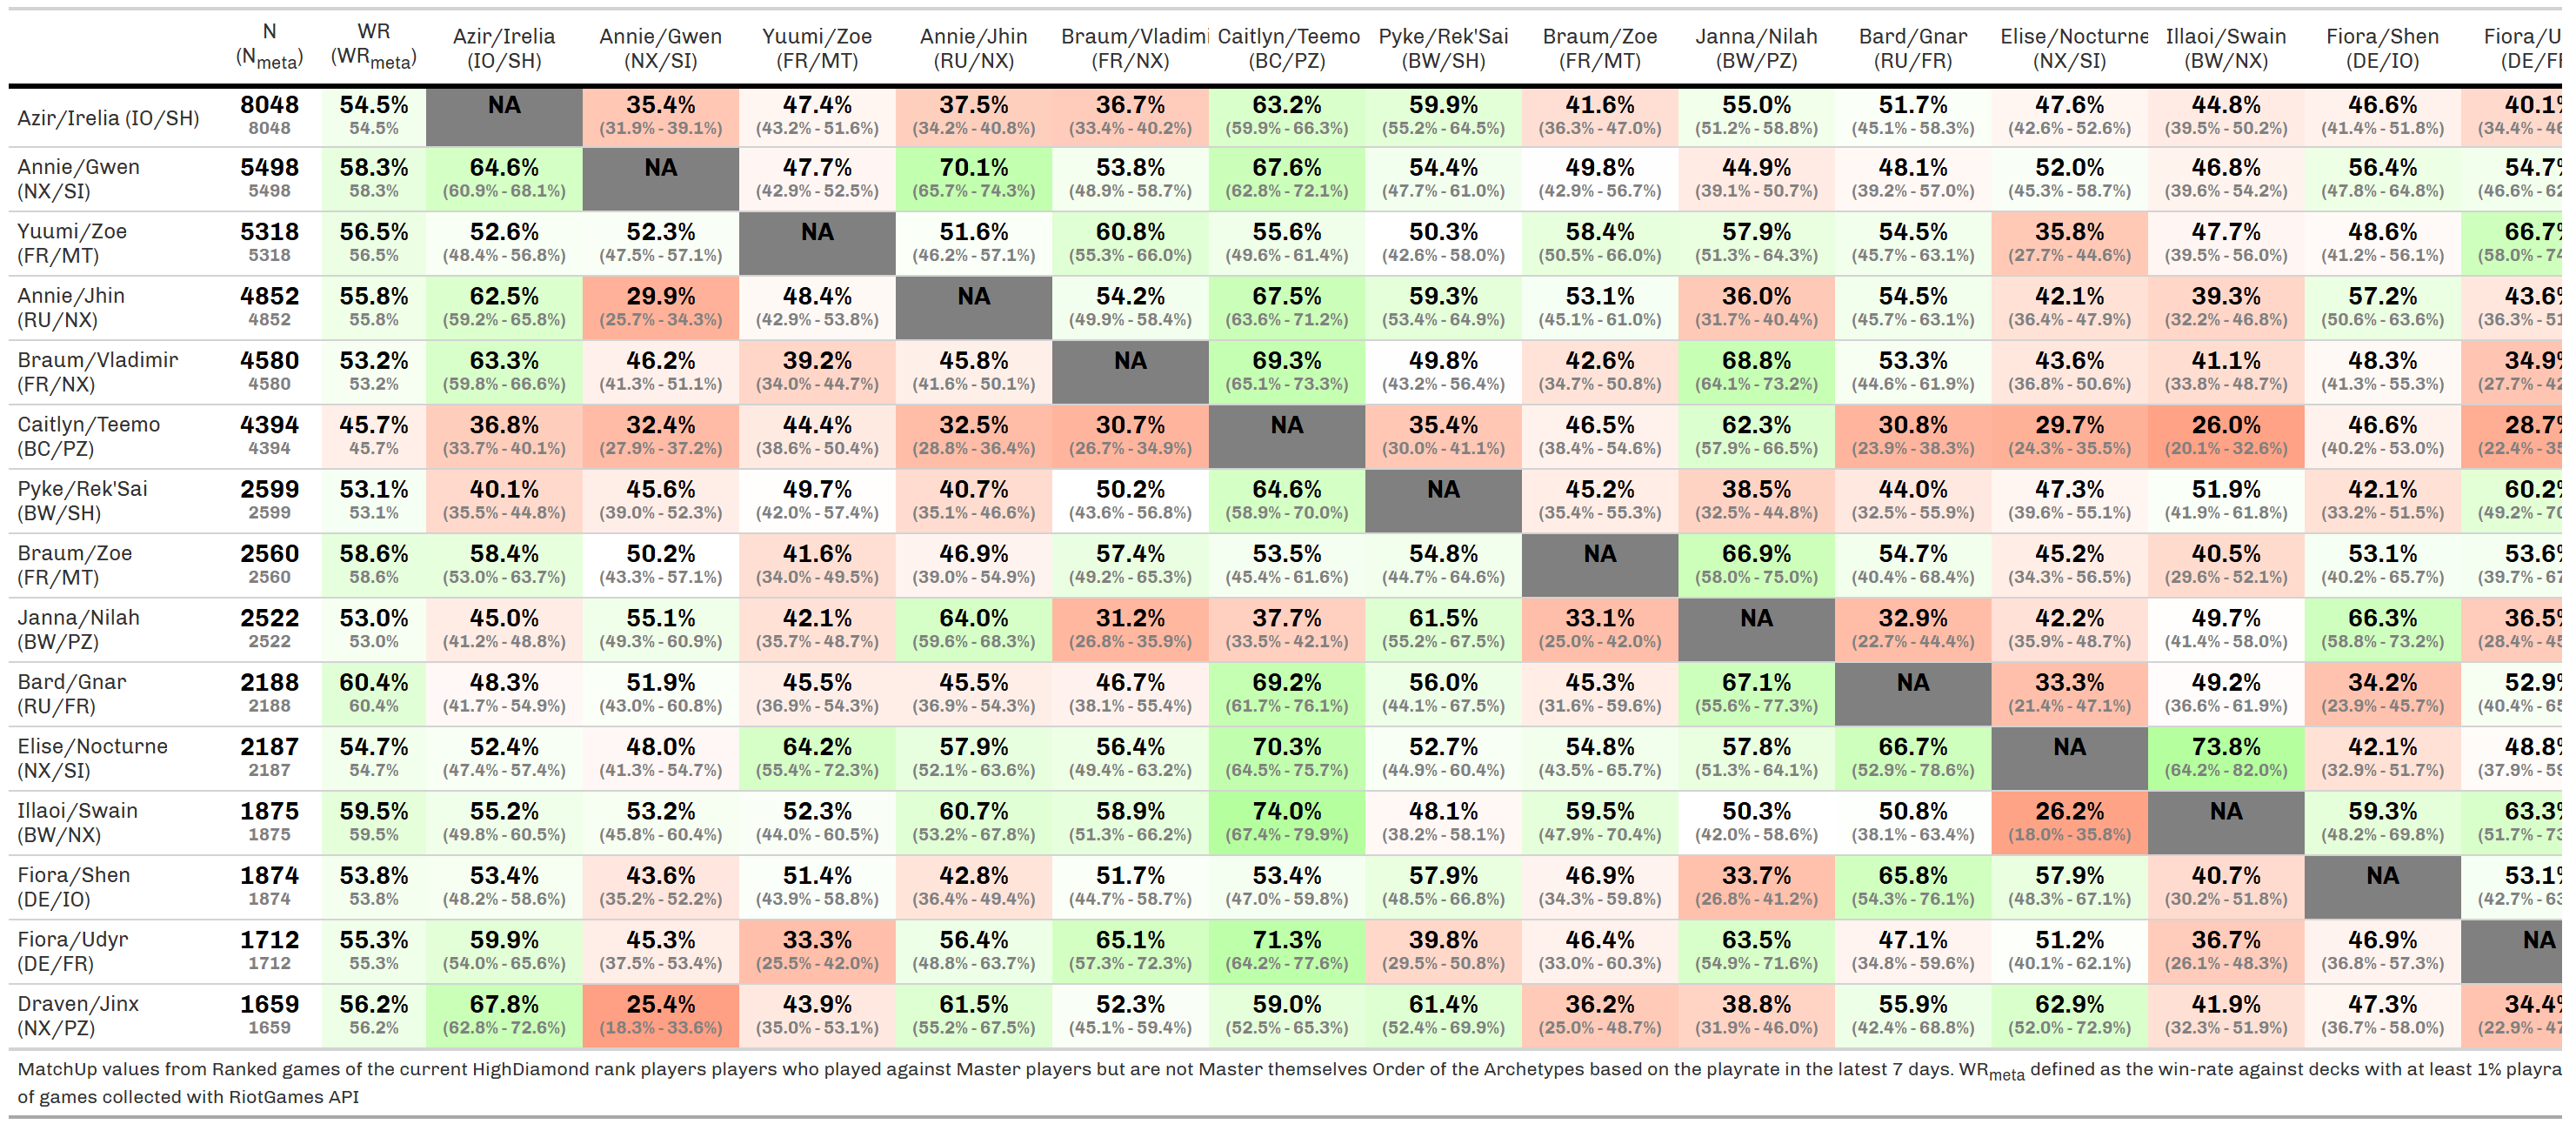 N WR Azir/Irelia Annie/Gwen Yuumi/Zoe Annie/Jhin Braum/Vladimi Caitlyn/Teemo Pyke/Rek'Sai Braum/Zoe Janna/Nilah Bard/Gnar Elise/Nocturne Illaoi/Swain Fiora/Shen Fiora/U
(Nmeta) (WRmeta) (IO/SH) (NX/SI) (FR/MT) (RU/NX) (FR/NX) (BC/PZ) (BW/SH) (FR/MT) (BW/PZ) (RU/FR) (NX/SI) (BW/NX) (DE/IO) (DE/F
Azir/Irelia (IO/SH) 8048 54.5% NA 35.4% 47.4% 37.5% 36.7% 63.2% 59.9% 41.6% 55.0% 51.7% 47.6% 44.8% 46.6% 40.1%
8048 54.5% (31.9% - 39.1%) (43.2% - 51.6%) (34.2% - 40.8%) (33.4% - 40.2%) (59.9% - 66.3%) (55.2% - 64.5%) (36.3% - 47.0%) (51.2% - 58.8%) (45.1% - 58.3%) (42.6% - 52.6%) (39.5% - 50.2%) (41.4% - 51.8%) (34.4% - 46
Annie/Gwen 5498 58.3% 64.6% NA 47.7% 70.1% 53.8% 67.6% 54.4% 49.8% 44.9% 48.1% 52.0% 46.8% 56.4% 54.7%
(NX/SI) 5498 58.3% (60.9% - 68.1%) (42.9% - 52.5%) (65.7% - 74.3%) (48.9% - 58.7%) (62.8% - 72.1%) (47.7% - 61.0%) (42.9% - 56.7%) (39.1% - 50.7%) (39.2% - 57.0%) (45.3% - 58.7%) (39.6% - 54.2%) (47.8% - 64.8%) (46.6% - 62
Yuumi/Zoe 5318 56.5% 52.6% 52.3% NA 51.6% 60.8% 55.6% 50.3% 58.4% 57.9% 54.5% 35.8% 47.7% 48.6% 66.7%
(FR/MT) 5318 56.5% (48.4% - 56.8%) (47.5% - 57.1%) (46.2% - 57.1%) (55.3% - 66.0%) (49.6% - 61.4%) (42.6% - 58.0%) (50.5% - 66.0%) (51.3% - 64.3%) (45.7% - 63.1%) (27.7% - 44.6%) (39.5% - 56.0%) (41.2% - 56.1%) (58.0% - 74
Annie/Jhin 4852 55.8% 62.5% 29.9% 48.4% NA 54.2% 67.5% 59.3% 53.1% 36.0% 54.5% 42.1% 39.3% 57.2% 43.6%
(RU/NX) 4852 55.8% (59.2% - 65.8%) (25.7% - 34.3%) (42.9% - 53.8%) (49.9% - 58.4%) (63.6% - 71.2%) (53.4% - 64.9%) (45.1% - 61.0%) (31.7% - 40.4%) (45.7% - 63.1%) (36.4% - 47.9%) (32.2% - 46.8%) (50.6% - 63.6%) (36.3% - 51
Braum/Vladimir 4580 53.2% 63.3% 46.2% 39.2% 45.8% NA 69.3% 49.8% 42.6% 68.8% 53.3% 43.6% 41.1% 48.3% 34.9%
(FR/NX) 4580 53.2% (59.8% - 66.6%) (41.3% - 51.1%) (34.0% - 44.7%) (41.6% - 50.1%) (65.1% - 73.3%) (43.2% - 56.4%) (34.7% - 50.8%) (64.1% - 73.2%) (44.6% - 61.9%) (36.8% - 50.6%) (33.8% - 48.7%) (41.3% - 55.3%) (27.7% - 42
Caitlyn/Teemo 4394 45.7% 36.8% 32.4% 44.4% 32.5% 30.7% NA 35.4% 46.5% 62.3% 30.8% 29.7% 26.0% 46.6% 28.7%
(BC/PZ) 4394 45.7% (33.7% - 40.1%) (27.9% - 37.2%) (38.6% - 50.4%) (28.8% - 36.4%) (26.7% - 34.9%) (30.0% - 41.1%) (38.4% - 54.6%) (57.9% - 66.5%) (23.9% - 38.3%) (24.3% - 35.5%) (20.1% - 32.6%) (40.2% - 53.0%) (22.4% - 35
Pyke/Rek'Sai 2599 53.1% 40.1% 45.6% 49.7% 40.7% 50.2% 64.6% NA 45.2% 38.5% 44.0% 47.3% 51.9% 42.1% 60.2%
(BW/SH) 2599 53.1% (35.5% - 44.8%) (39.0% - 52.3%) (42.0% - 57.4%) (35.1% - 46.6%) (43.6% - 56.8%) (58.9% - 70.0%) (35.4% - 55.3%) (32.5% - 44.8%) (32.5% - 55.9%) (39.6% - 55.1%) (41.9% - 61.8%) (33.2% - 51.5%) (49.2% - 70
Braum/Zoe 2560 58.6% 58.4% 50.2% 41.6% 46.9% 57.4% 53.5% 54.8% NA 66.9% 54.7% 45.2% 40.5% 53.1% 53.6%
(FR/MT) 2560 58.6% (53.0% - 63.7%) (43.3% - 57.1%) (34.0% - 49.5%) (39.0% - 54.9%) (49.2% - 65.3%) (45.4% - 61.6%) (44.7% - 64.6%) (58.0% - 75.0%) (40.4% - 68.4%) (34.3% - 56.5%) (29.6% - 52.1%) (40.2% - 65.7%) (39.7% - 67
Janna/Nilah 2522 53.0% 45.0% 55.1% 42.1% 64.0% 31.2% 37.7% 61.5% 33.1% NA 32.9% 42.2% 49.7% 66.3% 36.5%
(BW/PZ) 2522 53.0% (41.2% - 48.8%) (49.3% - 60.9%) (35.7% - 48.7%) (59.6% - 68.3%) (26.8% - 35.9%) (33.5% - 42.1%) (55.2% - 67.5%) (25.0% - 42.0%) (22.7% - 44.4%) (35.9% - 48.7%) (41.4% - 58.0%) (58.8% - 73.2%) (28.4% - 45
Bard/Gnar 2188 60.4% 48.3% 51.9% 45.5% 45.5% 46.7% 69.2% 56.0% 45.3% 67.1% NA 33.3% 49.2% 34.2% 52.9%
(RU/FR) 2188 60.4% (41.7% - 54.9%) (43.0% - 60.8%) (36.9% - 54.3%) (36.9% - 54.3%) (38.1% - 55.4%) (61.7% - 76.1%) (44.1% - 67.5%) (31.6% - 59.6%) (55.6% - 77.3%) (21.4% - 47.1%) (36.6% - 61.9%) (23.9% - 45.7%) (40.4% - 65
Elise/Nocturne 2187 54.7% 52.4% 48.0% 64.2% 57.9% 56.4% 70.3% 52.7% 54.8% 57.8% 66.7% NA 73.8% 42.1% 48.8%
(NX/SI) 2187 54.7% (47.4% - 57.4%) (41.3% - 54.7%) (55.4% - 72.3%) (52.1% - 63.6%) (49.4% - 63.2%) (64.5% - 75.7%) (44.9% - 60.4%) (43.5% - 65.7%) (51.3% - 64.1%) (52.9% - 78.6%) (64.2% - 82.0%) (32.9% - 51.7%) (37.9% - 59
Illaoi/Swain 1875 59.5% 55.2% 53.2% 52.3% 60.7% 58.9% 74.0% 48.1% 59.5% 50.3% 50.8% 26.2% NA 59.3% 63.3%
(BW/NX) 1875 59.5% (49.8% - 60.5%) (45.8% - 60.4%) (44.0% - 60.5%) (53.2% - 67.8%) (51.3% - 66.2%) (67.4% - 79.9%) (38.2% - 58.1%) (47.9% - 70.4%) (42.0% - 58.6%) (38.1% - 63.4%) (18.0% - 35.8%) (48.2% - 69.8%) (51.7% - 73
Fiora/Shen 1874 53.8% 53.4% 43.6% 51.4% 42.8% 51.7% 53.4% 57.9% 46.9% 33.7% 65.8% 57.9% 40.7% NA 53.1%
(DE/IO) 1874 53.8% (48.2% - 58.6%) (35.2% - 52.2%) (43.9% - 58.8%) (36.4% - 49.4%) (44.7% - 58.7%) (47.0% - 59.8%) (48.5% - 66.8%) (34.3% - 59.8%) (26.8% - 41.2%) (54.3% - 76.1%) (48.3% - 67.1%) (30.2% - 51.8%) (42.7% - 63
Fiora/Udyr 1712 55.3% 59.9% 45.3% 33.3% 56.4% 65.1% 71.3% 39.8% 46.4% 63.5% 47.1% 51.2% 36.7% 46.9% NA
(DE/FR) 1712 55.3% (54.0% - 65.6%) (37.5% - 53.4%) (25.5% - 42.0%) (48.8% - 63.7%) (57.3% - 72.3%) (64.2% - 77.6%) (29.5% - 50.8%) (33.0% - 60.3%) (54.9% - 71.6%) (34.8% - 59.6%) (40.1% - 62.1%) (26.1% - 48.3%) (36.8% - 57.3%)
Draven/Jinx 1659 56.2% 67.8% 25.4% 43.9% 61.5% 52.3% 59.0% 61.4% 36.2% 38.8% 55.9% 62.9% 41.9% 47.3% 34.4%
(NX/PZ) 1659 56.2% (62.8% - 72.6%) (18.3% - 33.6%) (35.0% - 53.1%) (55.2% - 67.5%) (45.1% - 59.4%) (52.5% - 65.3%) (52.4% - 69.9%) (25.0% - 48.7%) (31.9% - 46.0%) (42.4% - 68.8%) (52.0% - 72.9%) (32.3% - 51.9%) (36.7% - 58.0%) (22.9% - 47
MatchUp values from Ranked games of the current HighDiamond rank players players who played against Master players but are not Master themselves Order of the Archetypes based on the playrate in the latest 7 days. WRmeta defined as the win-rate against decks with at least 1% playra
of games collected with RiotGames API